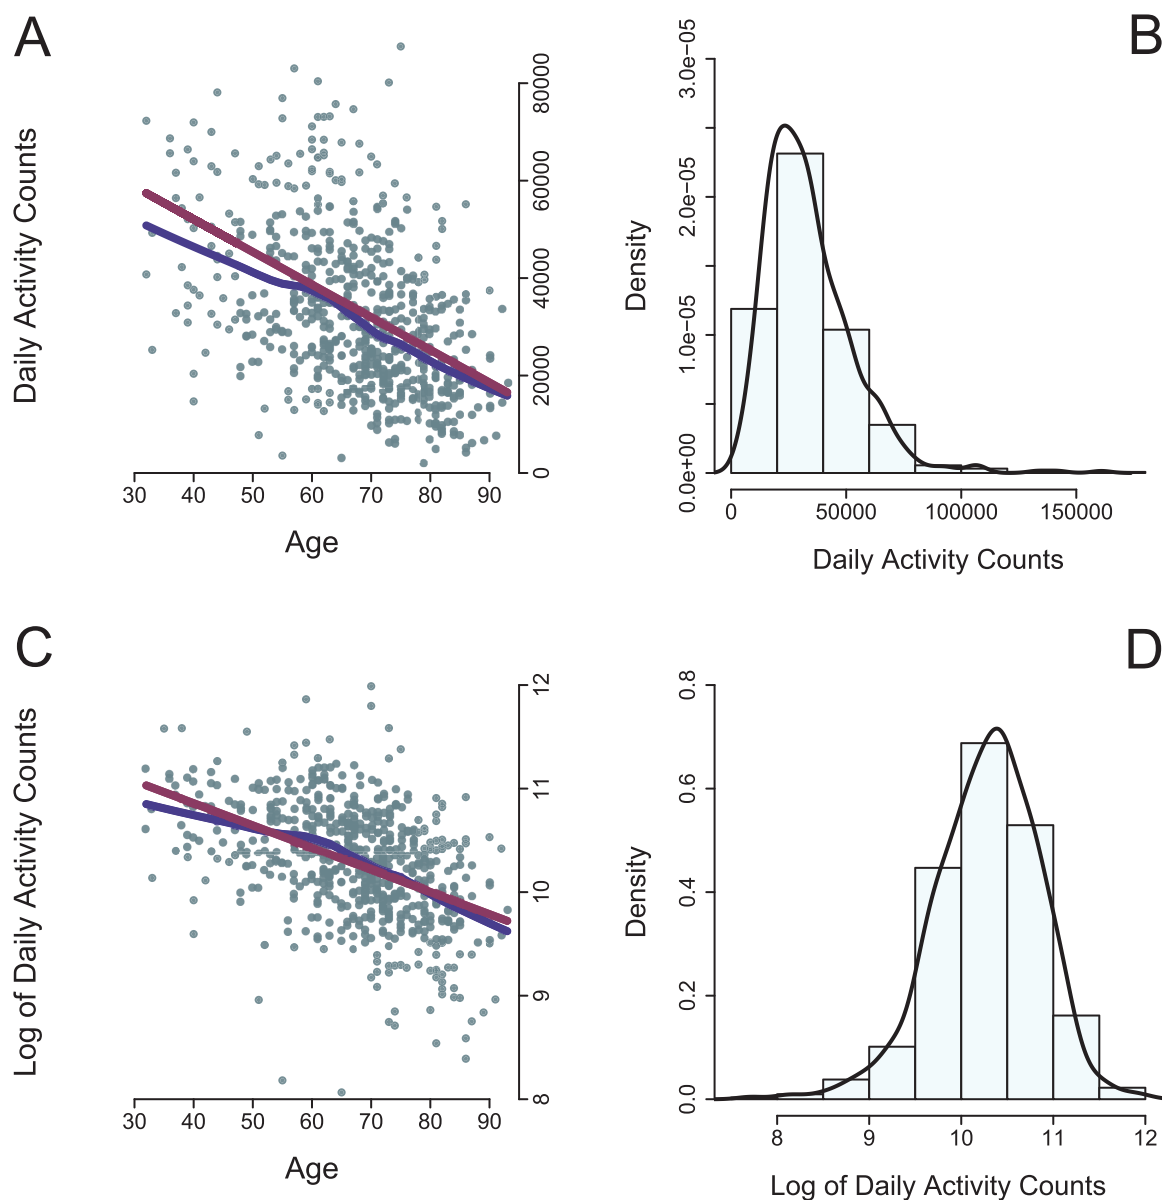 A
Daily Activity Counts
0
20000
40000
60000
80000
30 40 50 60 70 80 90
Age
B
Density
0.0e+00
1.0e−05
2.0e−05
3.0e−05
0 50000 100000 150000
Daily Activity Counts
C
Log of Daily Activity Counts
8
9
10
11
12
30 40 50 60 70 80 90
Age
D
Density
0.0
0.2
0.4
0.6
0.8
8 9 10 11 12
Log of Daily Activity Counts